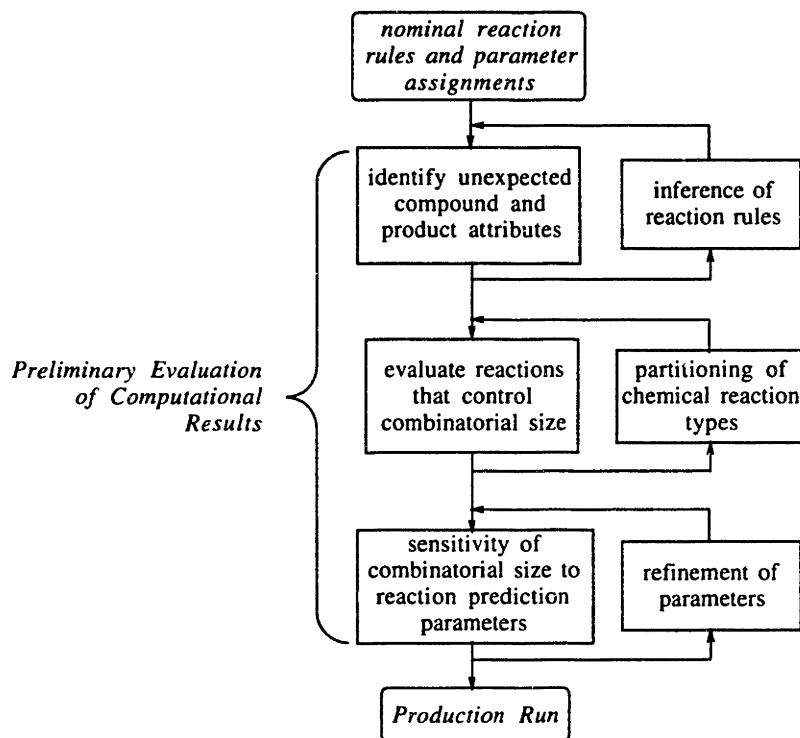 nominal reaction
rules and parameter
assignments
identify unexpected
compound and
product attributes
inference of
reaction rules
Preliminary Evaluation
of Computational
Results
evaluate reactions
that control
combinatorial size
partitioning of
chemical reaction
types
sensitivity of
combinatorial size to
reaction prediction
parameters
refinement of
parameters
Production Run